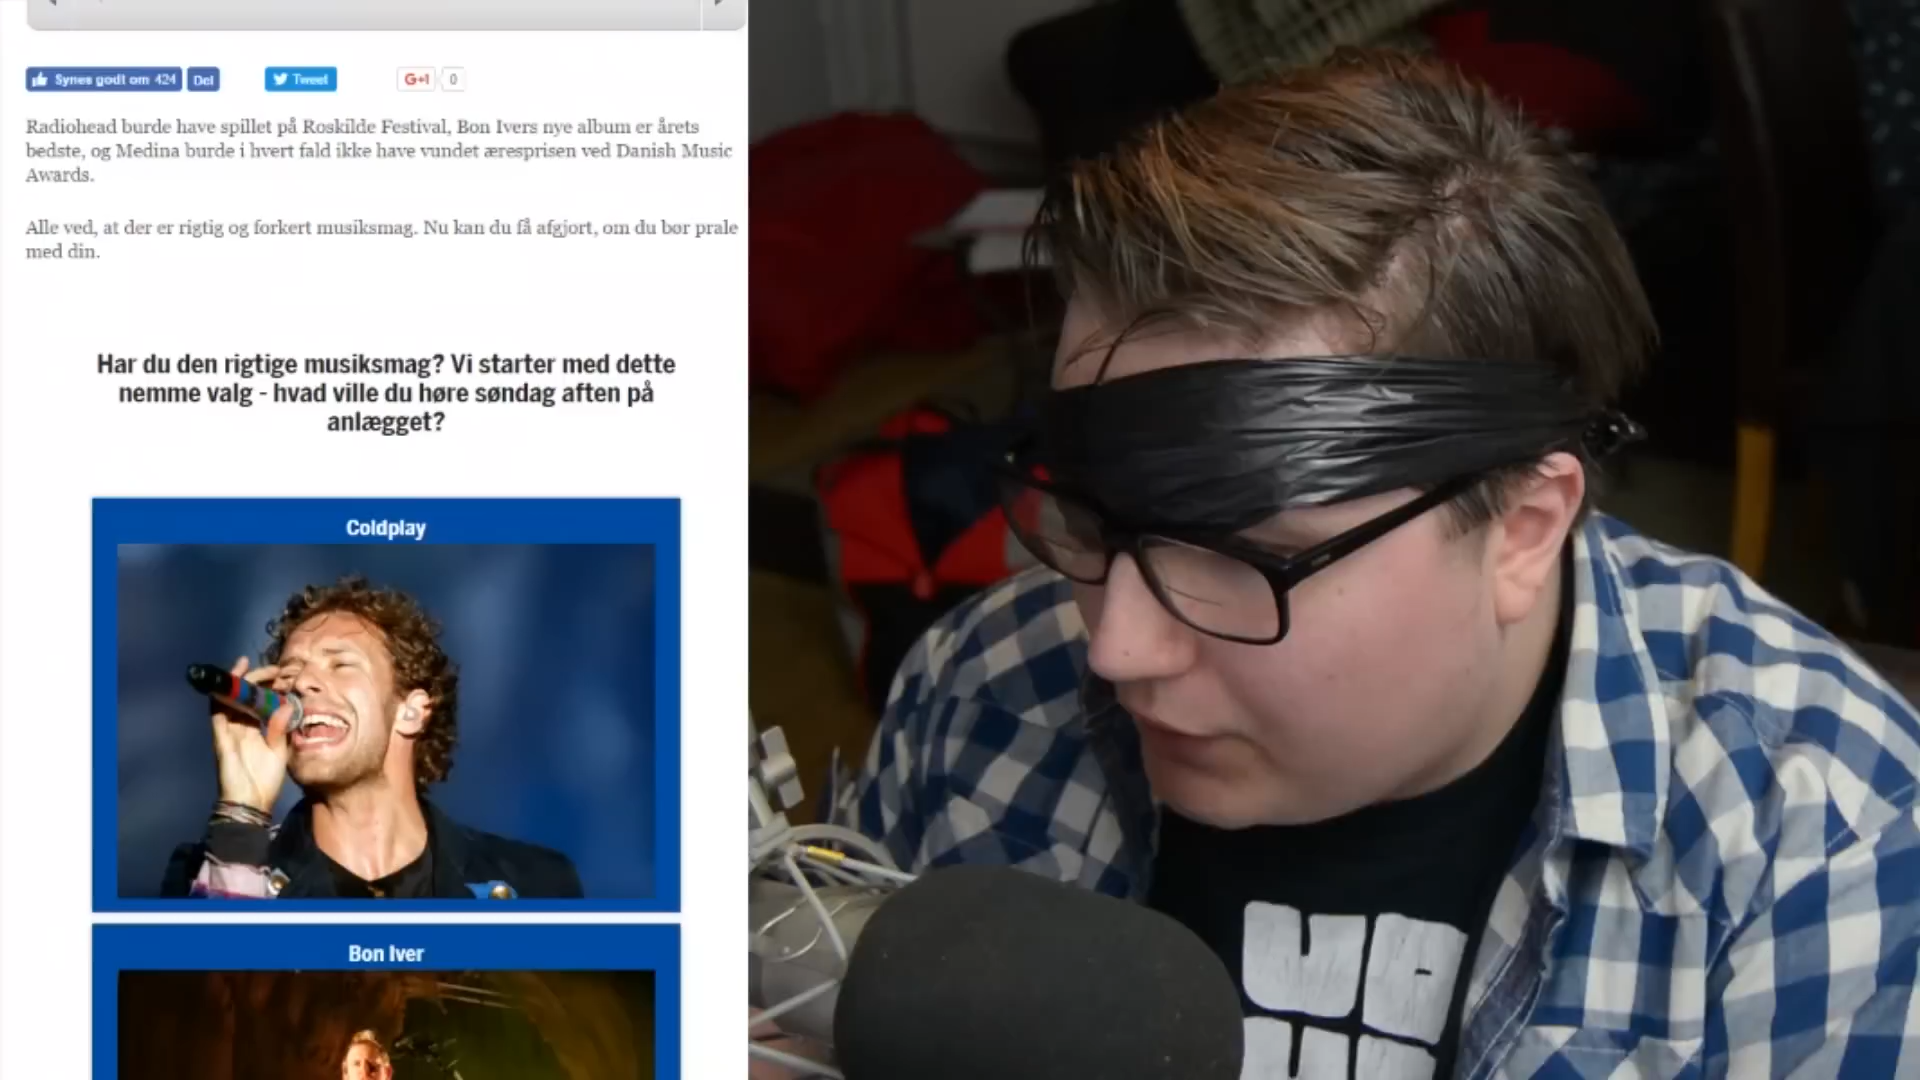 Synes godt om 424 Del Tweet G+1 0
Radiohead burde have spillet på Roskilde Festival, Bon Ivers nye album er årets
bedste, og Medina burde i hvert fald ikke have vundet æresprisen ved Danish Music
Awards.
Alle ved, at der er rigtig og forkert musiksmag. Nu kan du få afgjort, om du bør prale
med din.
Har du den rigtige musiksmag? Vi starter med dette
nemme valg - hvad ville du høre søndag aften på
anlægget?
Coldplay
Bon Iver